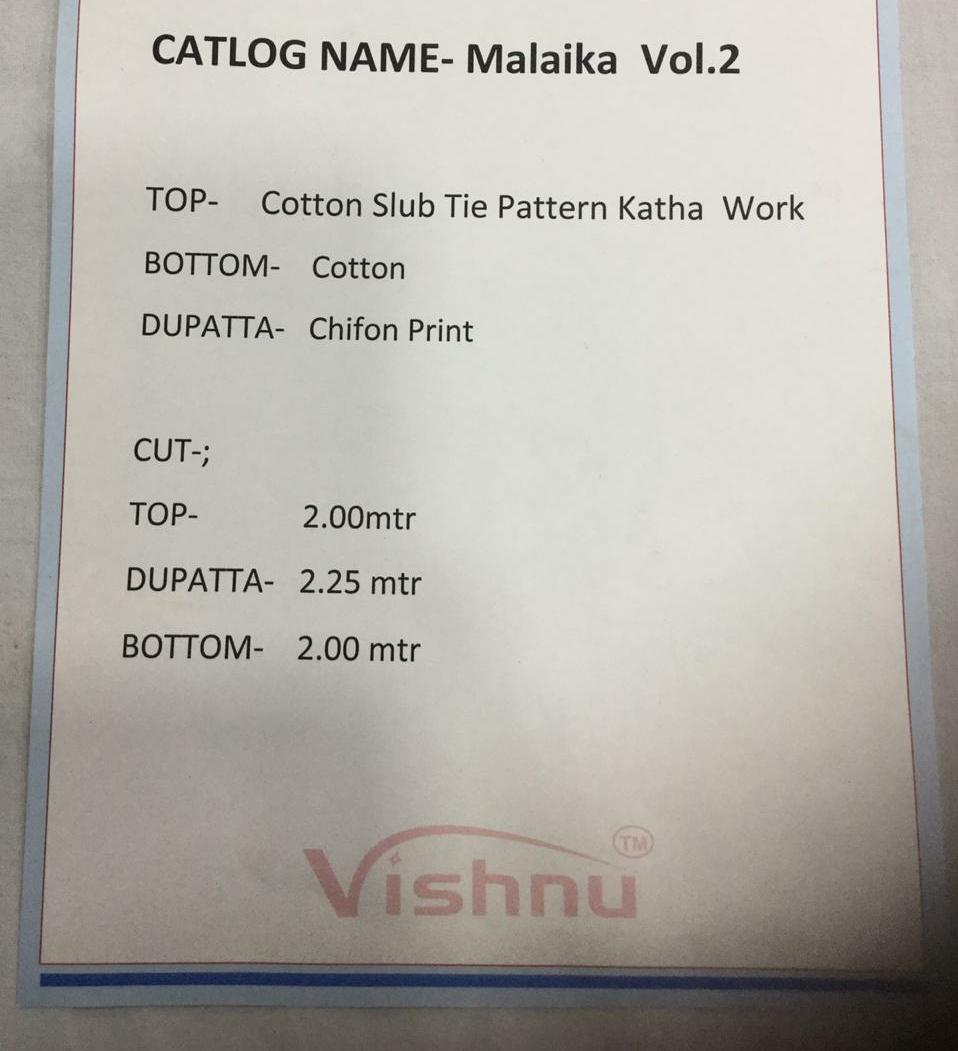 CATLOG NAME- Malaika Vol.2
TOP- Cotton Slub Tie Pattern Katha Work
BOTTOM- Cotton
DUPATTA- Chifon Print
CUT-;
TOP- 2.00mtr
DUPATTA- 2.25 mtr
BOTTOM- 2.00 mtr
Vishnu TM